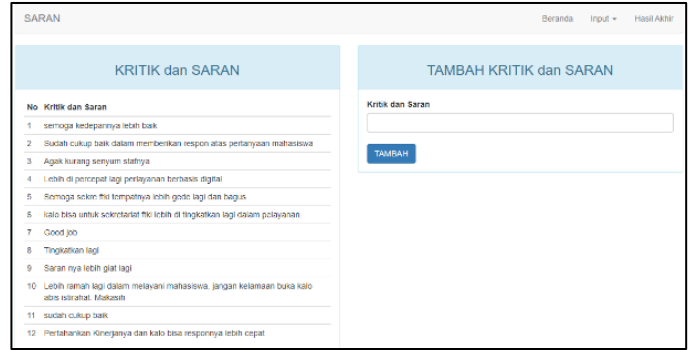 SARAN
Beranda Input Hasil Akhir
KRITIK dan SARAN
No Kritik dan Saran
1 semoga kedepannya lebih baik
2 Sudah cukup baik dalam memberikan respon atas pertanyaan mahasiswa
3 Agak kurang senyum stafnya
4 Lebih di percepat lagi perlayanan berbasis digital
5 Semoga sekre ftki tempatnya lebih gede lagi dan bagus
6 kalo bisa untuk sekretariat ftki lebih di tingkatkan lagi dalam pelayanan
7 Good job
8 Tingkatkan lagi
9 Saran nya lebih giat lagi
10 Lebih ramah lagi dalam melayani mahasiswa, jangan kelamaan buka kalo
abis istirahat. Makasih
11 sudah cukup baik
12 Pertahankan Kinerjanya dan kalo bisa responnya lebih cepat
TAMBAH KRITIK dan SARAN
Kritik dan Saran
TAMBAH